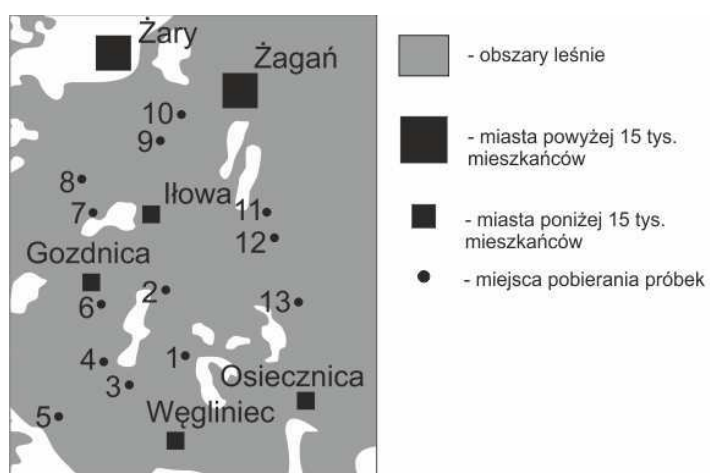 Żary
Żagań
10
9
8
Iłowa
7
11
12
Gozdnica
2
13
6
4
1
3
Osiecznica
5
Węgliniec
- obszary leśnie
- miasta powyżej 15 tys.
mieszkańców
- miasta poniżej 15 tys.
mieszkańców
- miejsca pobierania próbek